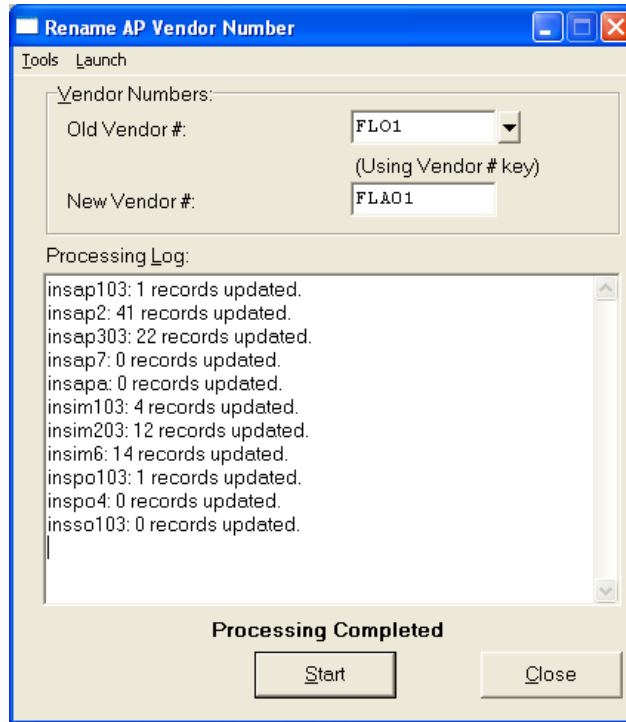 Rename AP Vendor Number
Tools Launch
Vendor Numbers:
Old Vendor #: FLO1
(Using Vendor # key)
New Vendor #: FLAO1
Processing Log:
insap103: 1 records updated.
insap2: 41 records updated.
insap303: 22 records updated.
insap7: 0 records updated.
insapa: 0 records updated.
insim103: 4 records updated.
insim203: 12 records updated.
insim6: 14 records updated.
inspo103: 1 records updated.
inspo4: 0 records updated.
insso103: 0 records updated.
Processing Completed
Start Close